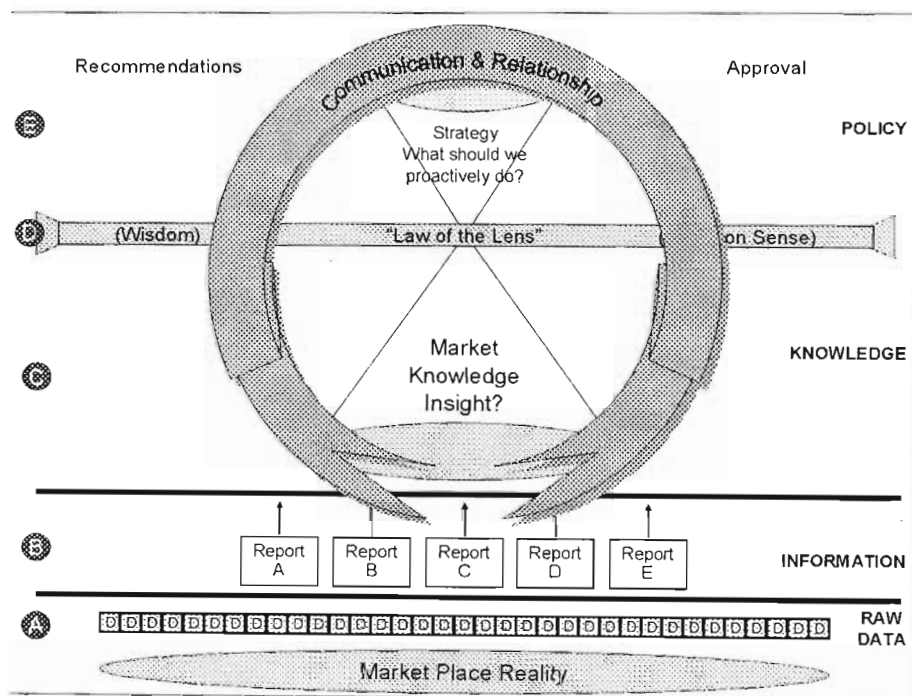 Communication & Relationship
Recommendations
Approval
E
POLICY
Strategy
What should we
proactively do?
D
(Wisdom)
"Law of the Lens"
on Sense)
KNOWLEDGE
C
Market
Knowledge
Insight?
B
Report
A
Report
B
Report
C
Report
D
Report
E
INFORMATION
A
D D D D D D D D D D D D D D D D D D D D D D D D D D D D D D D D D D D
RAW
DATA
Market Place Reality